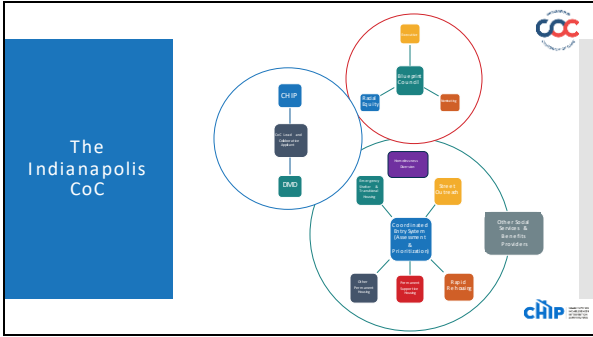 The
Indianapolis
CoC
CHIP
CoC Lead and
Collaborative
Applicant
DMD
Blueprint
Council
Racial
Equity
Emergency
Shelter &
Transitional
Housing
Street
Outreach
Coordinated
Entry System
(Assessment
&
Prioritization)
Other
Permanent
Housing
Permanent
Supportive
Housing
Rapid
Rehousing
Other Social
Services &
Benefits
Providers
COC
CHIP